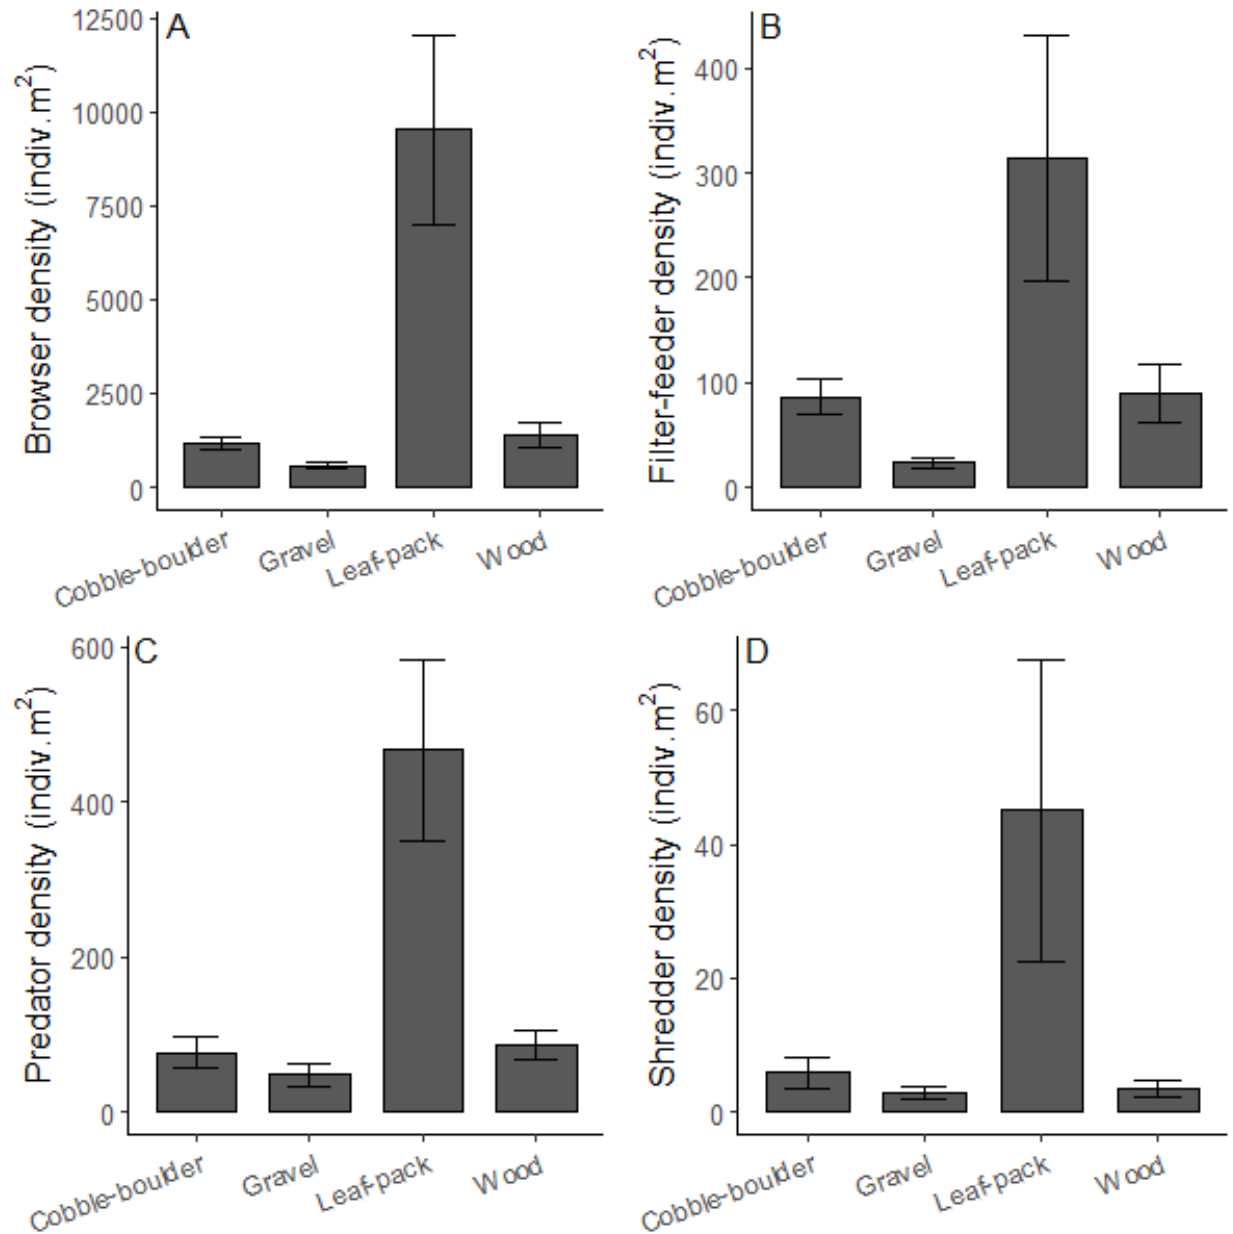 A
Browser density (indiv.m²)
12500
10000
7500
5000
2500
0
Cobble-boulder
Gravel
Leaf-pack
Wood
B
Filter-feeder density (indiv.m²)
400
300
200
100
0
Cobble-boulder
Gravel
Leaf-pack
Wood
C
Predator density (indiv.m²)
600
400
200
0
Cobble-boulder
Gravel
Leaf-pack
Wood
D
Shredder density (indiv.m²)
60
40
20
0
Cobble-boulder
Gravel
Leaf-pack
Wood